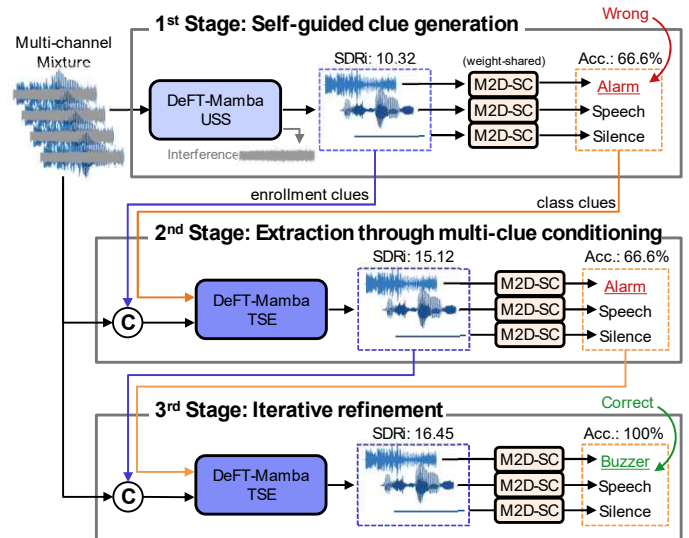 1st Stage: Self-guided clue generation
Wrong
Multi-channel
Mixture
SDRi: 10.32
(weight-shared)
Acc.: 66.6%
DeFT-Mamba
USS
M2D-SC
Alarm
M2D-SC
Speech
M2D-SC
Silence
Interference
enrollment clues
class clues
2nd Stage: Extraction through multi-clue conditioning
SDRi: 15.12
Acc.: 66.6%
DeFT-Mamba
TSE
M2D-SC
Alarm
M2D-SC
Speech
M2D-SC
Silence
C
3rd Stage: Iterative refinement
Correct
SDRi: 16.45
Acc.: 100%
DeFT-Mamba
TSE
M2D-SC
Buzzer
M2D-SC
Speech
M2D-SC
Silence
C